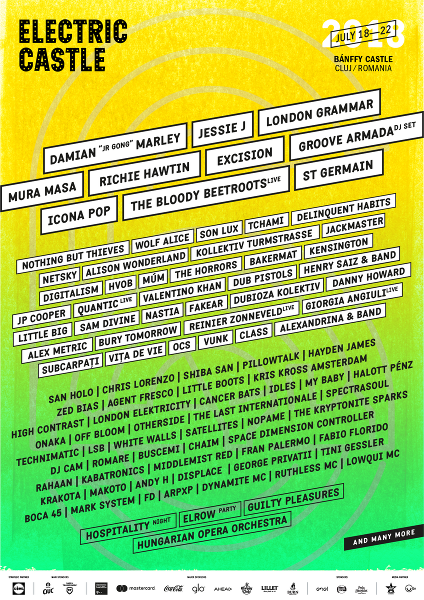 ELECTRIC
CASTLE
2018
JULY 18—22
BÁNFFY CASTLE
CLUJ / ROMANIA
DAMIAN "JR GONG" MARLEY JESSIE J LONDON GRAMMAR
MURA MASA RICHIE HAWTIN EXCISION GROOVE ARMADA DJ SET
ICONA POP THE BLOODY BEETROOTS LIVE ST GERMAIN
NOTHING BUT THIEVES WOLF ALICE SON LUX TCHAMI DELINQUENT HABITS
NETSKY ALISON WONDERLAND KOLLEKTIV TURMSTRASSE JACKMASTER
DIGITALISM HVOB MÚM THE HORRORS BAKERMAT KENSINGTON
JP COOPER QUANTIC LIVE VALENTINO KHAN DUB PISTOLS HENRY SAIZ & BAND
LITTLE BIG SAM DIVINE NASTIA FAKEAR DUBIOZA KOLEKTIV DANNY HOWARD
ALEX METRIC BURY TOMORROW REINIER ZONNEVELD LIVE GIORGIA ANGIULI LIVE
SUBCARPAȚI VIȚA DE VIE OCS VUNK CLASS ALEXANDRINA & BAND
SAN HOLO | CHRIS LORENZO | SHIBA SAN | PILLOWTALK | HAYDEN JAMES
ZED BIAS | AGENT FRESCO | LITTLE BOOTS | KRIS KROSS AMSTERDAM
HIGH CONTRAST | LONDON ELEKTRICITY | CANCER BATS | IDLES | MY BABY | HALOTT PÉNZ
ONAKA | OFF BLOOM | OTHERSIDE | THE LAST INTERNATIONALE | SPECTRASOUL
TECHNIMATIC | LSB | WHITE WALLS | SATELLITES | NOPAME | THE KRYPTONITE SPARKS
DJ CAM | ROMARE | BUSCEMI | CHAIM | SPACE DIMENSION CONTROLLER
RAHAAN | KABATRONICS | MIDDLEMIST RED | FRAN PALERMO | FABIO FLORIDO
KRAKOTA | MAKOTO | ANDY H | DISPLACE | GEORGE PRIVATII | TINI GESSLER
BOCA 45 | MARK SYSTEM | FD | ARPXP | DYNAMITE MC | RUTHLESS MC | LOWQUI MC
HOSPITALITY NIGHT ELROW PARTY GUILTY PLEASURES
HUNGARIAN OPERA ORCHESTRA
AND MANY MORE
mastercard Coca-Cola glo AHEAD LILLET